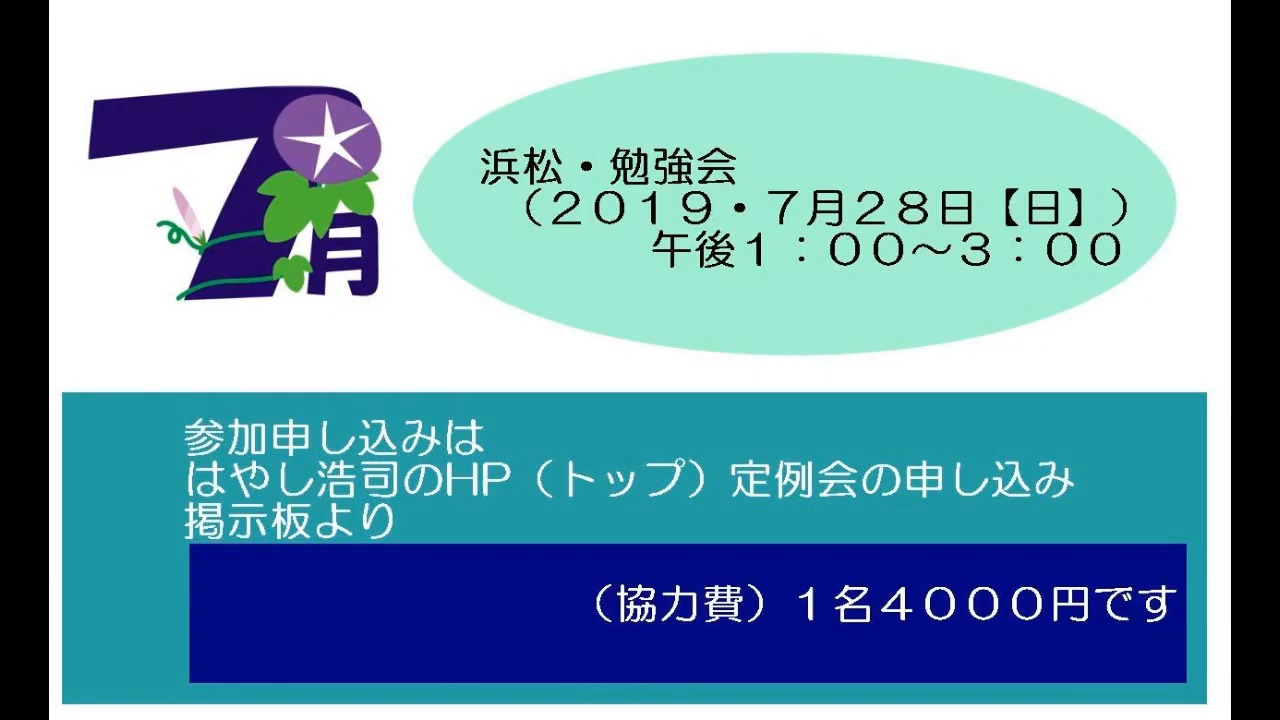 7月
浜松・勉強会
（２０１９・７月２８日【日】）
午後１：００～３：００
参加申し込みは
はやし浩司のHP（トップ）定例会の申し込み
掲示板より
（協力費）１名４０００円です